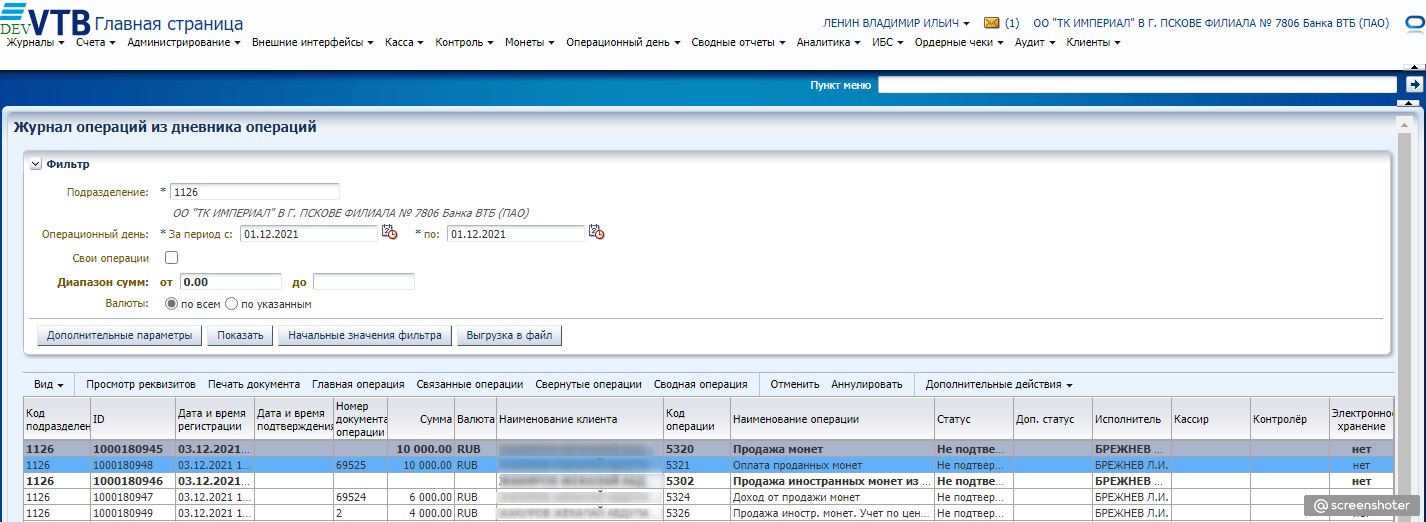 DEV VTB Главная страница ЛЕНИН ВЛАДИМИР ИЛЬИЧ (1) ОО "ТК ИМПЕРИАЛ" В Г. ПСКОВЕ ФИЛИАЛА № 7806 Банка ВТБ (ПАО)
Журналы Счета Администрирование Внешние интерфейсы Касса Контроль Монеты Операционный день Сводные отчеты Аналитика ИБС Ордерные чеки Аудит Клиенты
Пункт меню
Журнал операций из дневника операций
Фильтр
Подразделение: * 1126
ОО "ТК ИМПЕРИАЛ" В Г. ПСКОВЕ ФИЛИАЛА № 7806 Банка ВТБ (ПАО)
Операционный день: * За период с: 01.12.2021 * по: 01.12.2021
Свои операции
Диапазон сумм: от 0.00 до
Валюты: по всем по указанным
Дополнительные параметры Показать Начальные значения фильтра Выгрузка в файл
Вид Просмотр реквизитов Печать документа Главная операция Связанные операции Свернутые операции Сводная операция Отменить Аннулировать Дополнительные действия
Код подразделен ID Дата и время регистрации Дата и время подтверждения Номер документа операции Сумма Валюта Наименование клиента Код операции Наименование операции Статус Доп. статус Исполнитель Кассир Контролёр Электронное хранение
1126 1000180945 03.12.2021... 10 000.00 RUB 5320 Продажа монет Не подтве... БРЕЖНЕВ ... нет
1126 1000180948 03.12.2021 1... 69525 10 000.00 RUB 5321 Оплата проданных монет Не подтвер... БРЕЖНЕВ Л.И. нет
1126 1000180946 03.12.2021... 5302 Продажа иностранных монет из ... Не подтве... БРЕЖНЕВ ... нет
1126 1000180947 03.12.2021 1... 69524 6 000.00 RUB 5324 Доход от продажи монет Не подтвер... БРЕЖНЕВ Л.И.
1126 1000180949 03.12.2021 1... 2 4 000.00 RUB 5326 Продажа иностр. монет. Учет по цен... Не подтвер... БРЕЖНЕВ Л.И.
@screenshoter